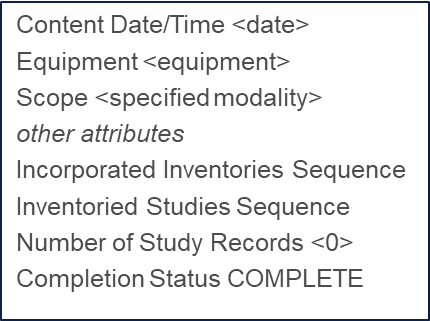 Content Date/Time <date>
Equipment <equipment>
Scope <specified modality>
other attributes
Incorporated Inventories Sequence
Inventoried Studies Sequence
Number of Study Records <0>
Completion Status COMPLETE